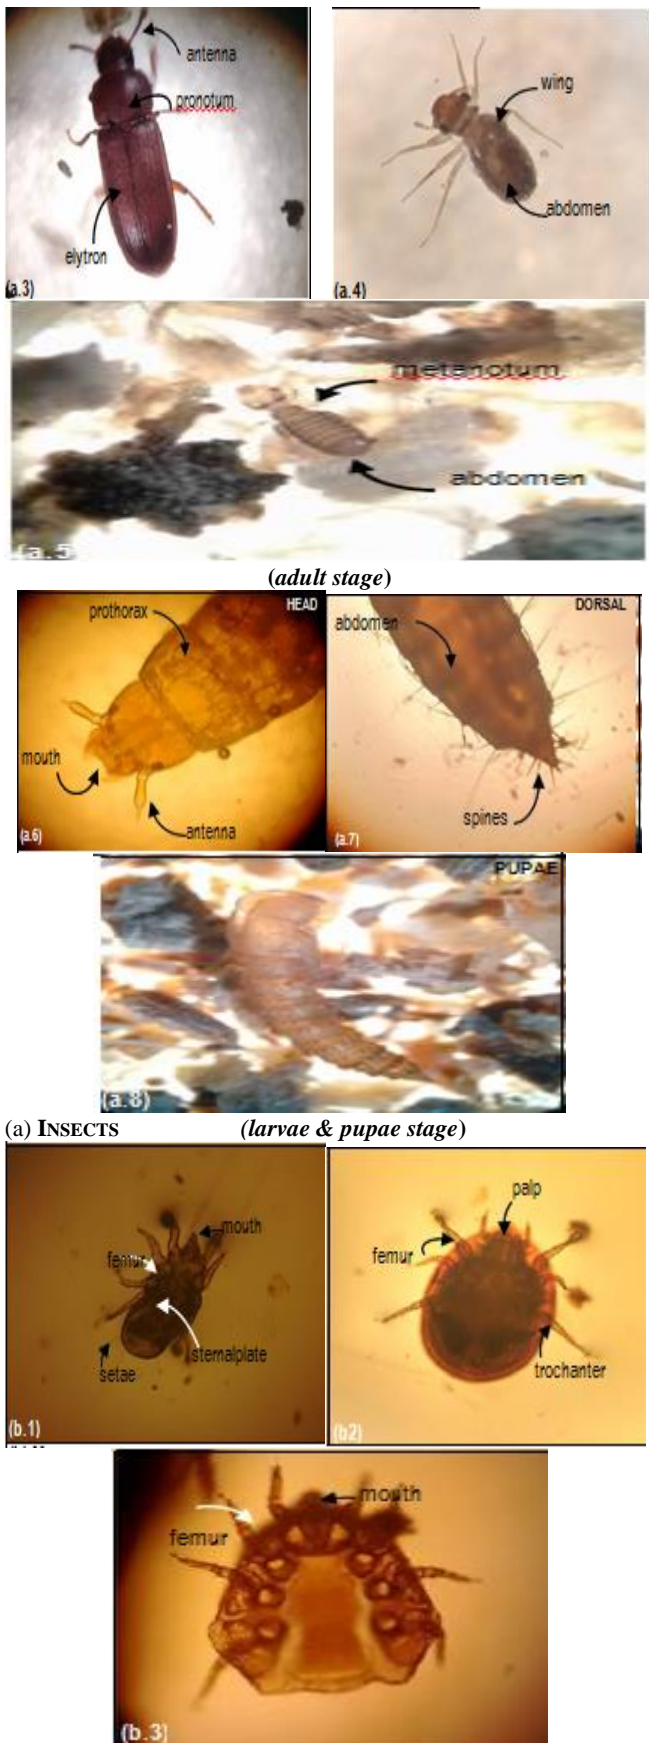 antenna
pronotum
elytron
(a.3)
wing
abdomen
(a.4)
metanotum
abdomen
(a.5)
(adult stage)
HEAD
prothorax
mouth
antenna
(a.6)
DORSAL
abdomen
spines
(a.7)
PUPAE
(a.8)
(a) INSECTS (larvae & pupae stage)
mouth
femur
sternalplate
setae
(b.1)
palp
femur
trochanter
(b2)
mouth
femur
(b.3)